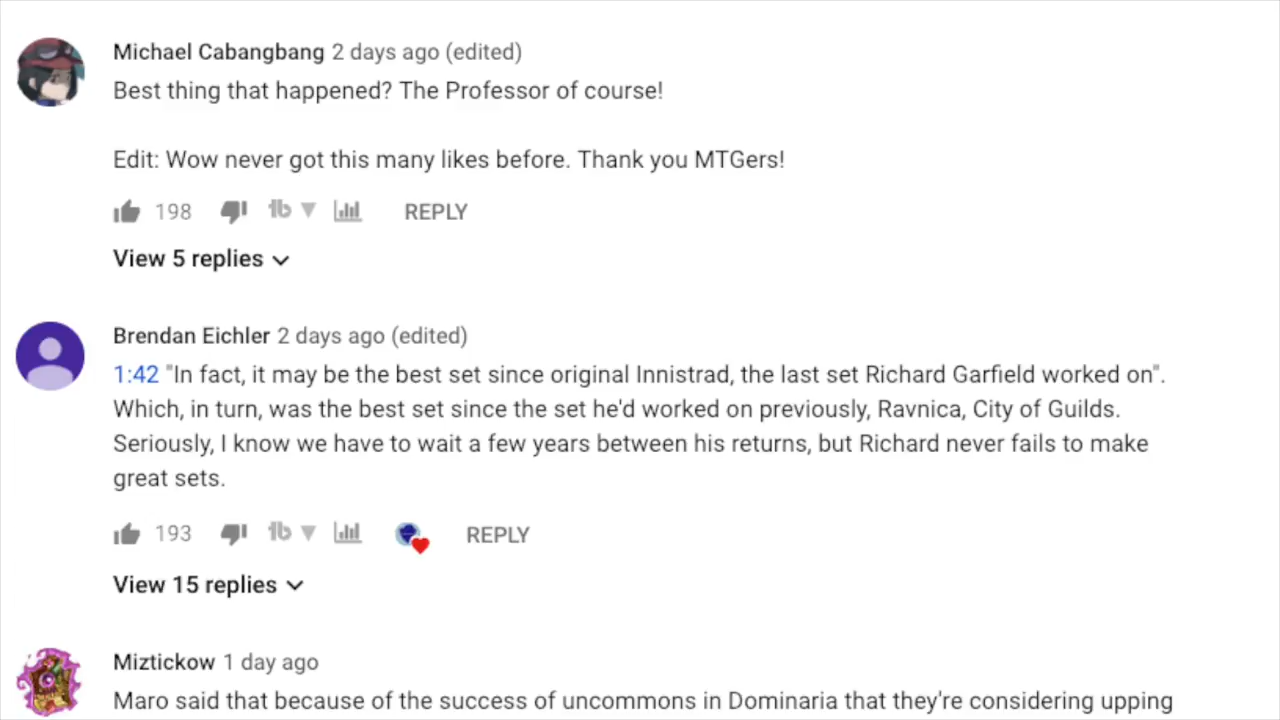 Michael Cabangbang 2 days ago (edited)
Best thing that happened? The Professor of course!
Edit: Wow never got this many likes before. Thank you MTGers!
198 REPLY
View 5 replies
Brendan Eichler 2 days ago (edited)
1:42 "In fact, it may be the best set since original Innistrad, the last set Richard Garfield worked on".
Which, in turn, was the best set since the set he'd worked on previously, Ravnica, City of Guilds.
Seriously, I know we have to wait a few years between his returns, but Richard never fails to make
great sets.
193 REPLY
View 15 replies
Miztickow 1 day ago
Maro said that because of the success of uncommons in Dominaria that they're considering upping